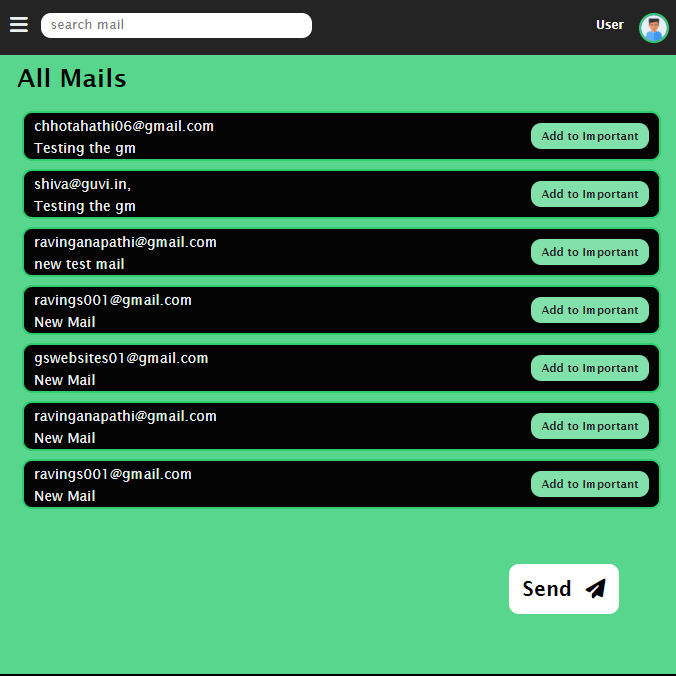 search mail
User
All Mails
chhotahathi06@gmail.com
Testing the gm
Add to Important
shiva@guvi.in,
Testing the gm
Add to Important
ravinganapathi@gmail.com
new test mail
Add to Important
ravings001@gmail.com
New Mail
Add to Important
gswebsites01@gmail.com
New Mail
Add to Important
ravinganapathi@gmail.com
New Mail
Add to Important
ravings001@gmail.com
New Mail
Add to Important
Send